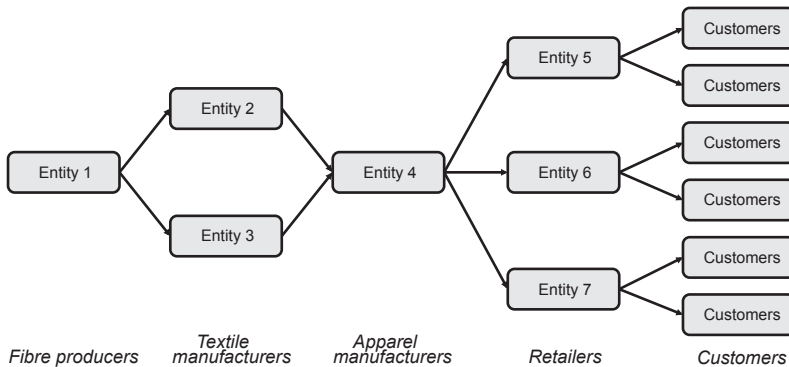 Customers
Entity 5
Customers
Entity 2
Customers
Entity 1
Entity 4
Entity 6
Customers
Entity 3
Customers
Entity 7
Customers
Fibre producers
Textile
manufacturers
Apparel
manufacturers
Retailers
Customers